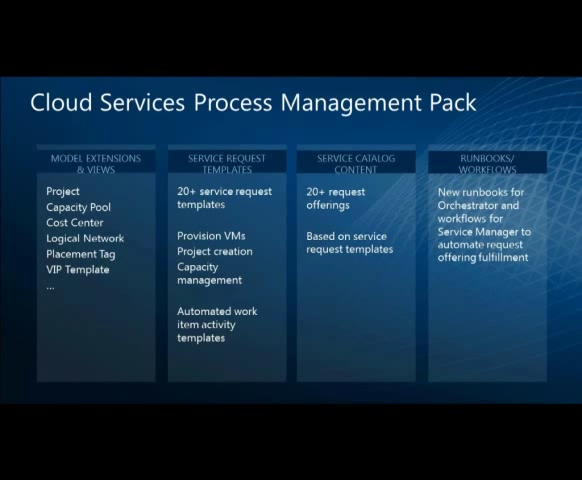 Cloud Services Process Management Pack
MODEL EXTENSIONS
& VIEWS
Project
Capacity Pool
Cost Center
Logical Network
Placement Tag
VIP Template
...
SERVICE REQUEST
TEMPLATES
20+ service request
templates
Provision VMs
Project creation
Capacity
management
Automated work
item activity
templates
SERVICE CATALOG
CONTENT
20+ request
offerings
Based on service
request templates
RUNBOOKS/
WORKFLOWS
New runbooks for
Orchestrator and
workflows for
Service Manager to
automate request
offering fulfillment